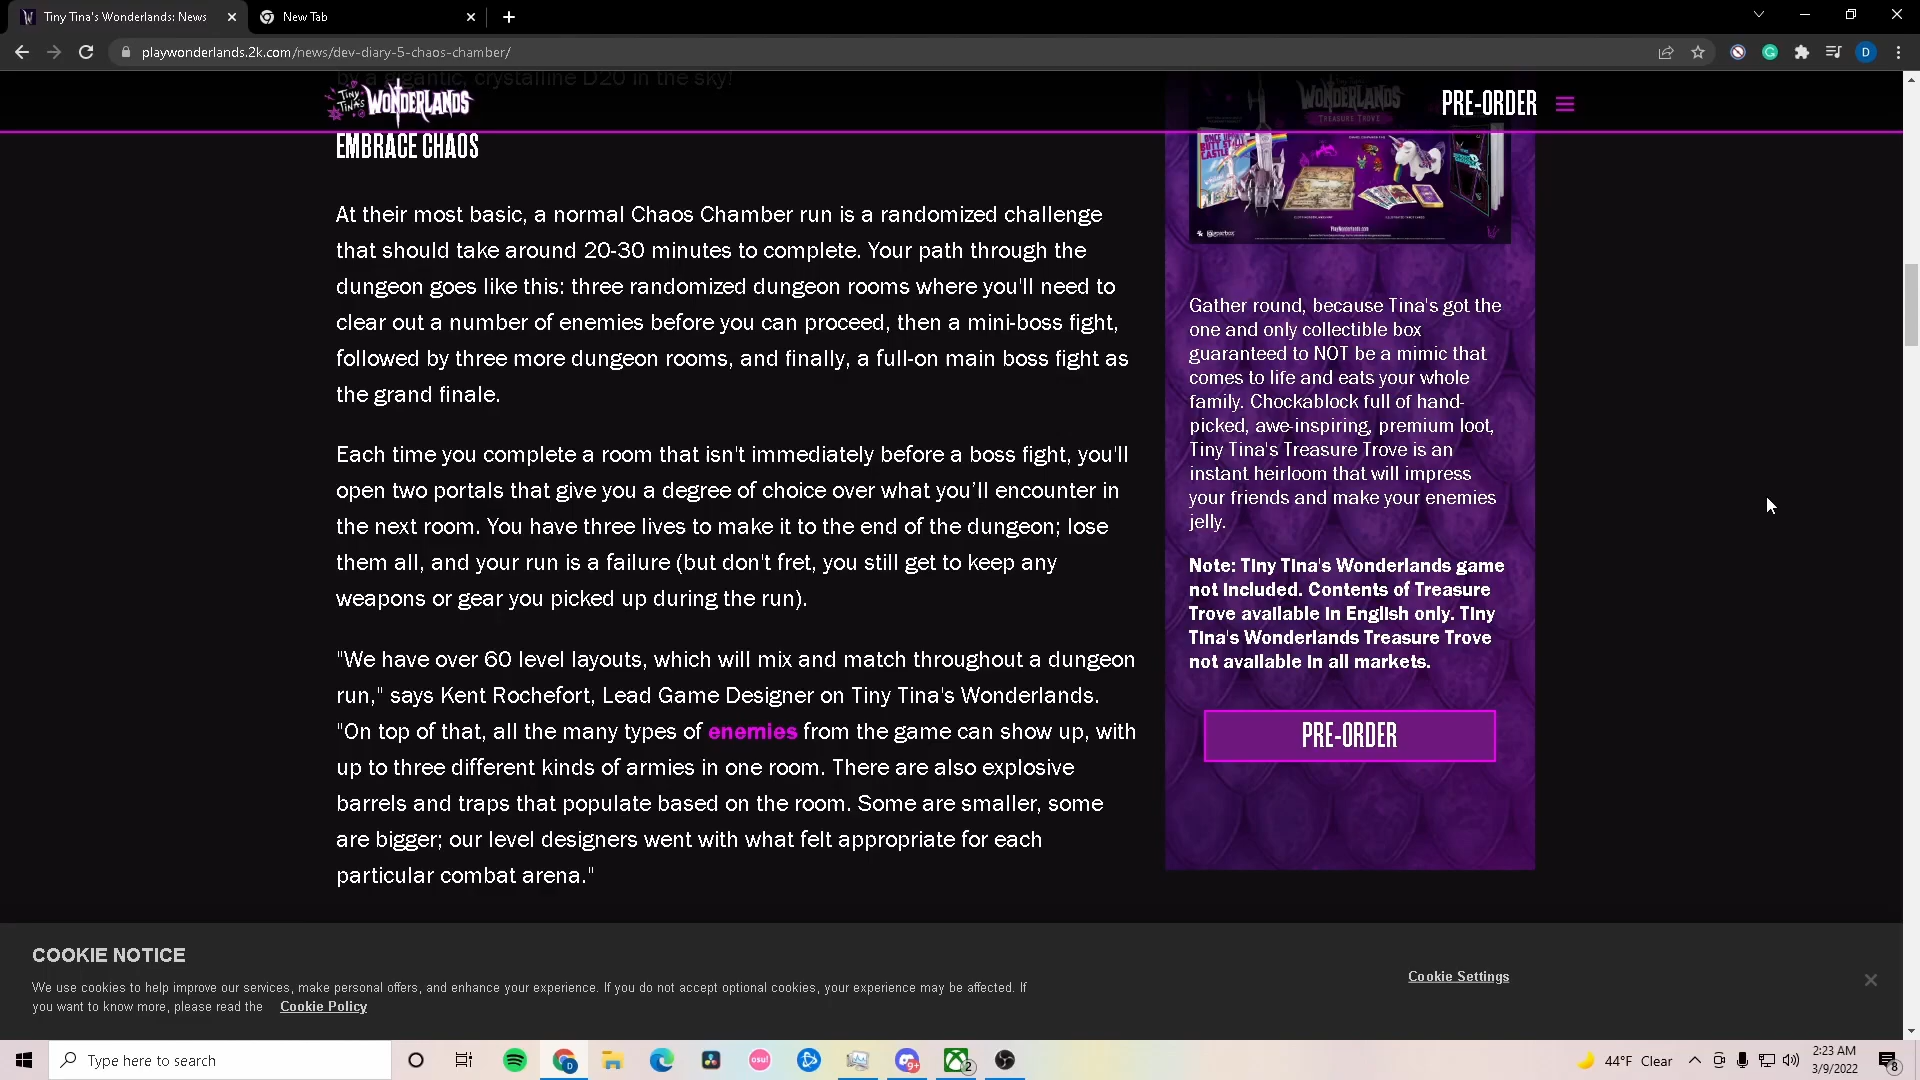 Tiny Tina's Wonderlands: News
New Tab
playwonderlands.2k.com/news/dev-diary-5-chaos-chamber/
D
by a gigantic, crystalline D20 in the sky!
TINY TINA'S WONDERLANDS
PRE-ORDER
EMBRACE CHAOS
At their most basic, a normal Chaos Chamber run is a randomized challenge
that should take around 20-30 minutes to complete. Your path through the
dungeon goes like this: three randomized dungeon rooms where you'll need to
clear out a number of enemies before you can proceed, then a mini-boss fight,
followed by three more dungeon rooms, and finally, a full-on main boss fight as
the grand finale.
Each time you complete a room that isn't immediately before a boss fight, you'll
open two portals that give you a degree of choice over what you’ll encounter in
the next room. You have three lives to make it to the end of the dungeon; lose
them all, and your run is a failure (but don't fret, you still get to keep any
weapons or gear you picked up during the run).
"We have over 60 level layouts, which will mix and match throughout a dungeon
run," says Kent Rochefort, Lead Game Designer on Tiny Tina's Wonderlands.
"On top of that, all the many types of enemies from the game can show up, with
up to three different kinds of armies in one room. There are also explosive
barrels and traps that populate based on the room. Some are smaller, some
are bigger; our level designers went with what felt appropriate for each
particular combat arena."
WONDERLANDS
TREASURE TROVE
PlayWonderlands.com
gearbox
Gather round, because Tina's got the
one and only collectible box
guaranteed to NOT be a mimic that
comes to life and eats your whole
family. Chockablock full of hand-
picked, awe-inspiring, premium loot,
Tiny Tina's Treasure Trove is an
instant heirloom that will impress
your friends and make your enemies
jelly.
Note: Tiny Tina's Wonderlands game
not included. Contents of Treasure
Trove available in English only. Tiny
Tina's Wonderlands Treasure Trove
not available in all markets.
PRE-ORDER
COOKIE NOTICE
We use cookies to help improve our services, make personal offers, and enhance your experience. If you do not accept optional cookies, your experience may be affected. If
you want to know more, please read the Cookie Policy
Cookie Settings
Type here to search
osu!
9+
2
44°F Clear
2:23 AM
3/9/2022
8